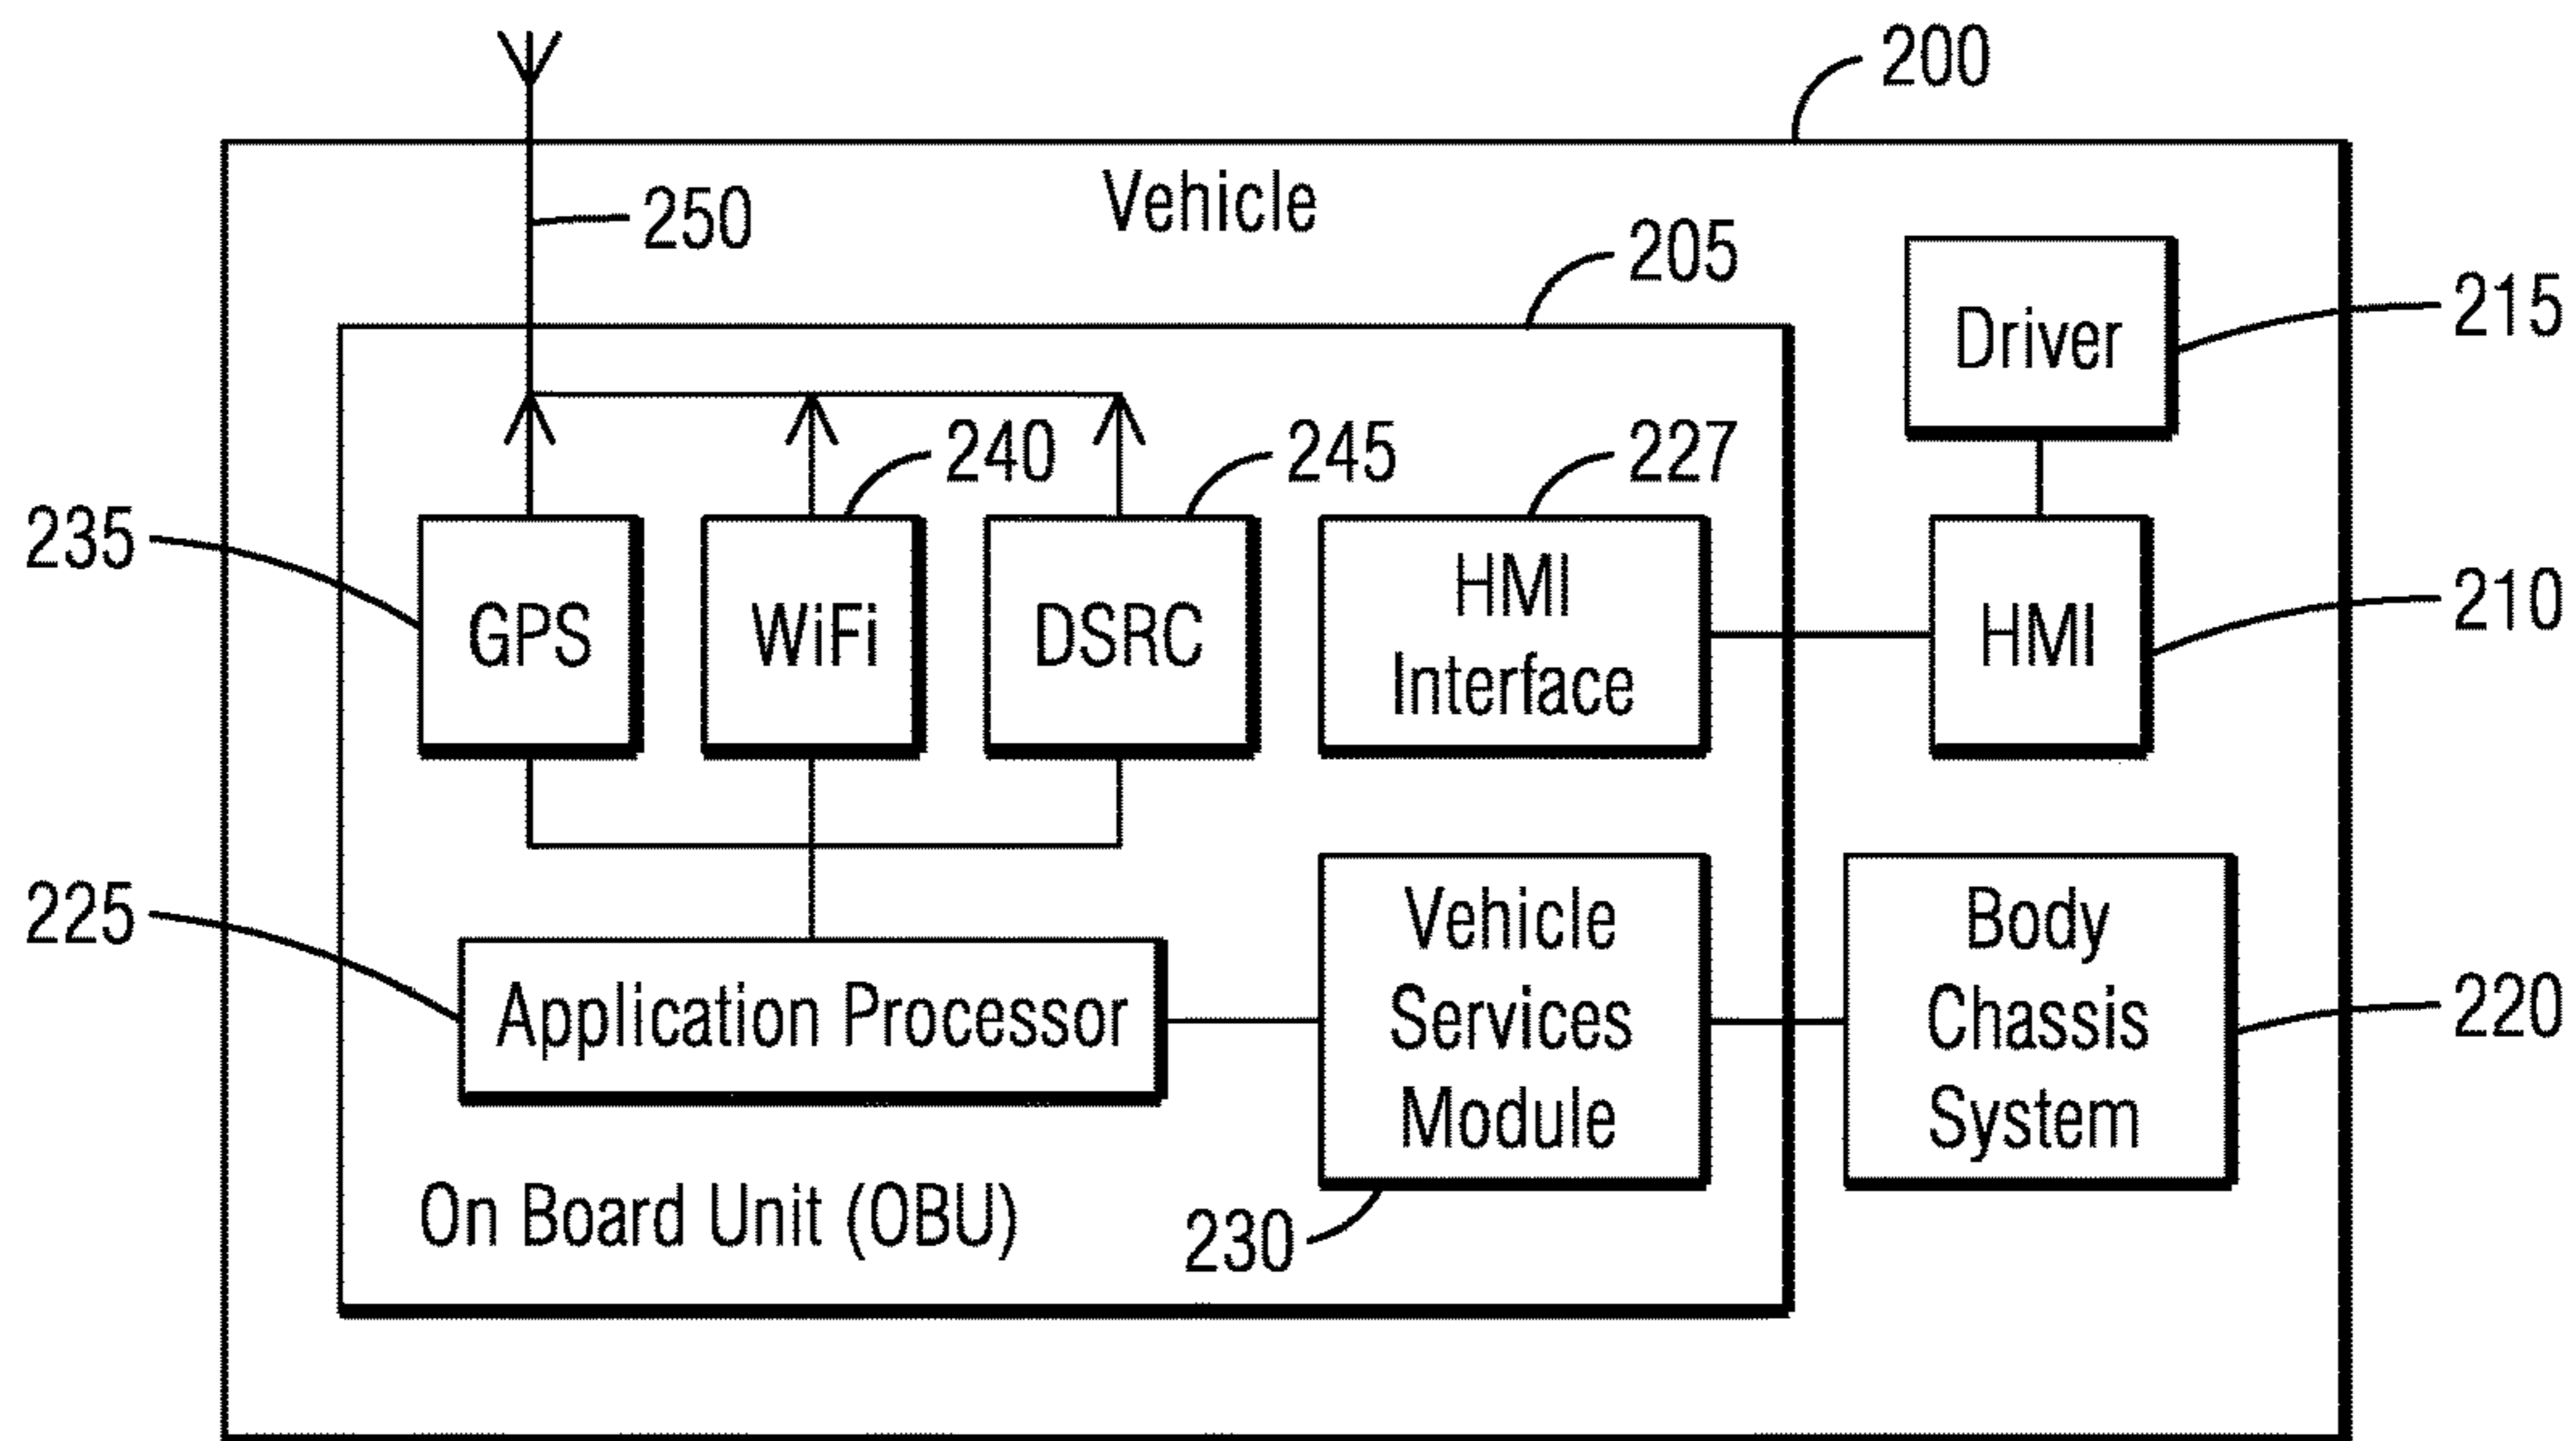 200
Vehicle
250
205
Driver
215
240
245
227
235
GPS
WiFi
DSRC
HMI
Interface
HMI
210
225
Application Processor
Vehicle
Services
Module
Body
Chassis
System
220
On Board Unit (OBU)
230